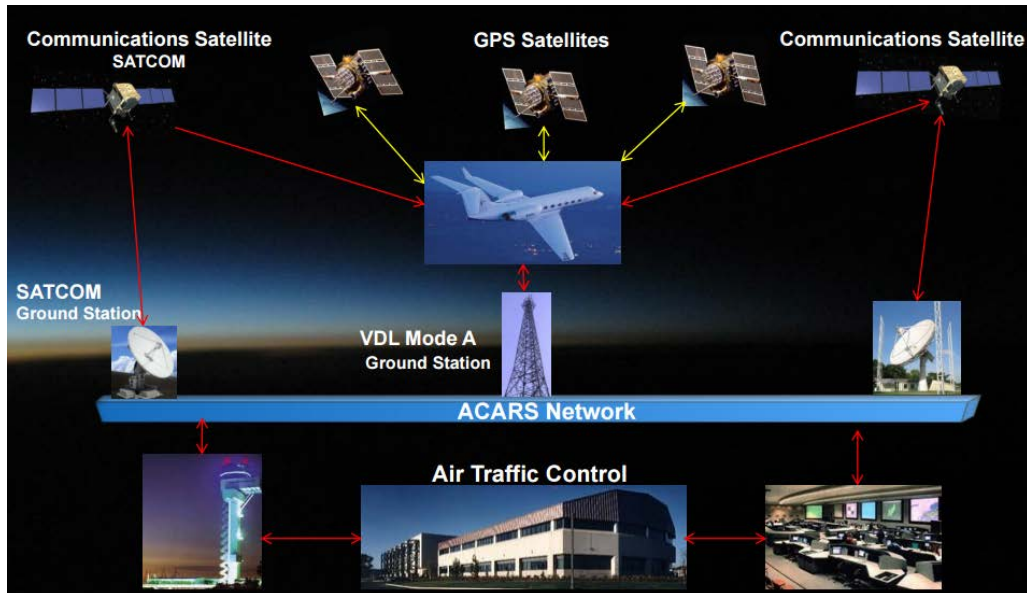 Communications Satellite
SATCOM
GPS Satellites
Communications Satellite
SATCOM
Ground Station
VDL Mode A
Ground Station
ACARS Network
Air Traffic Control